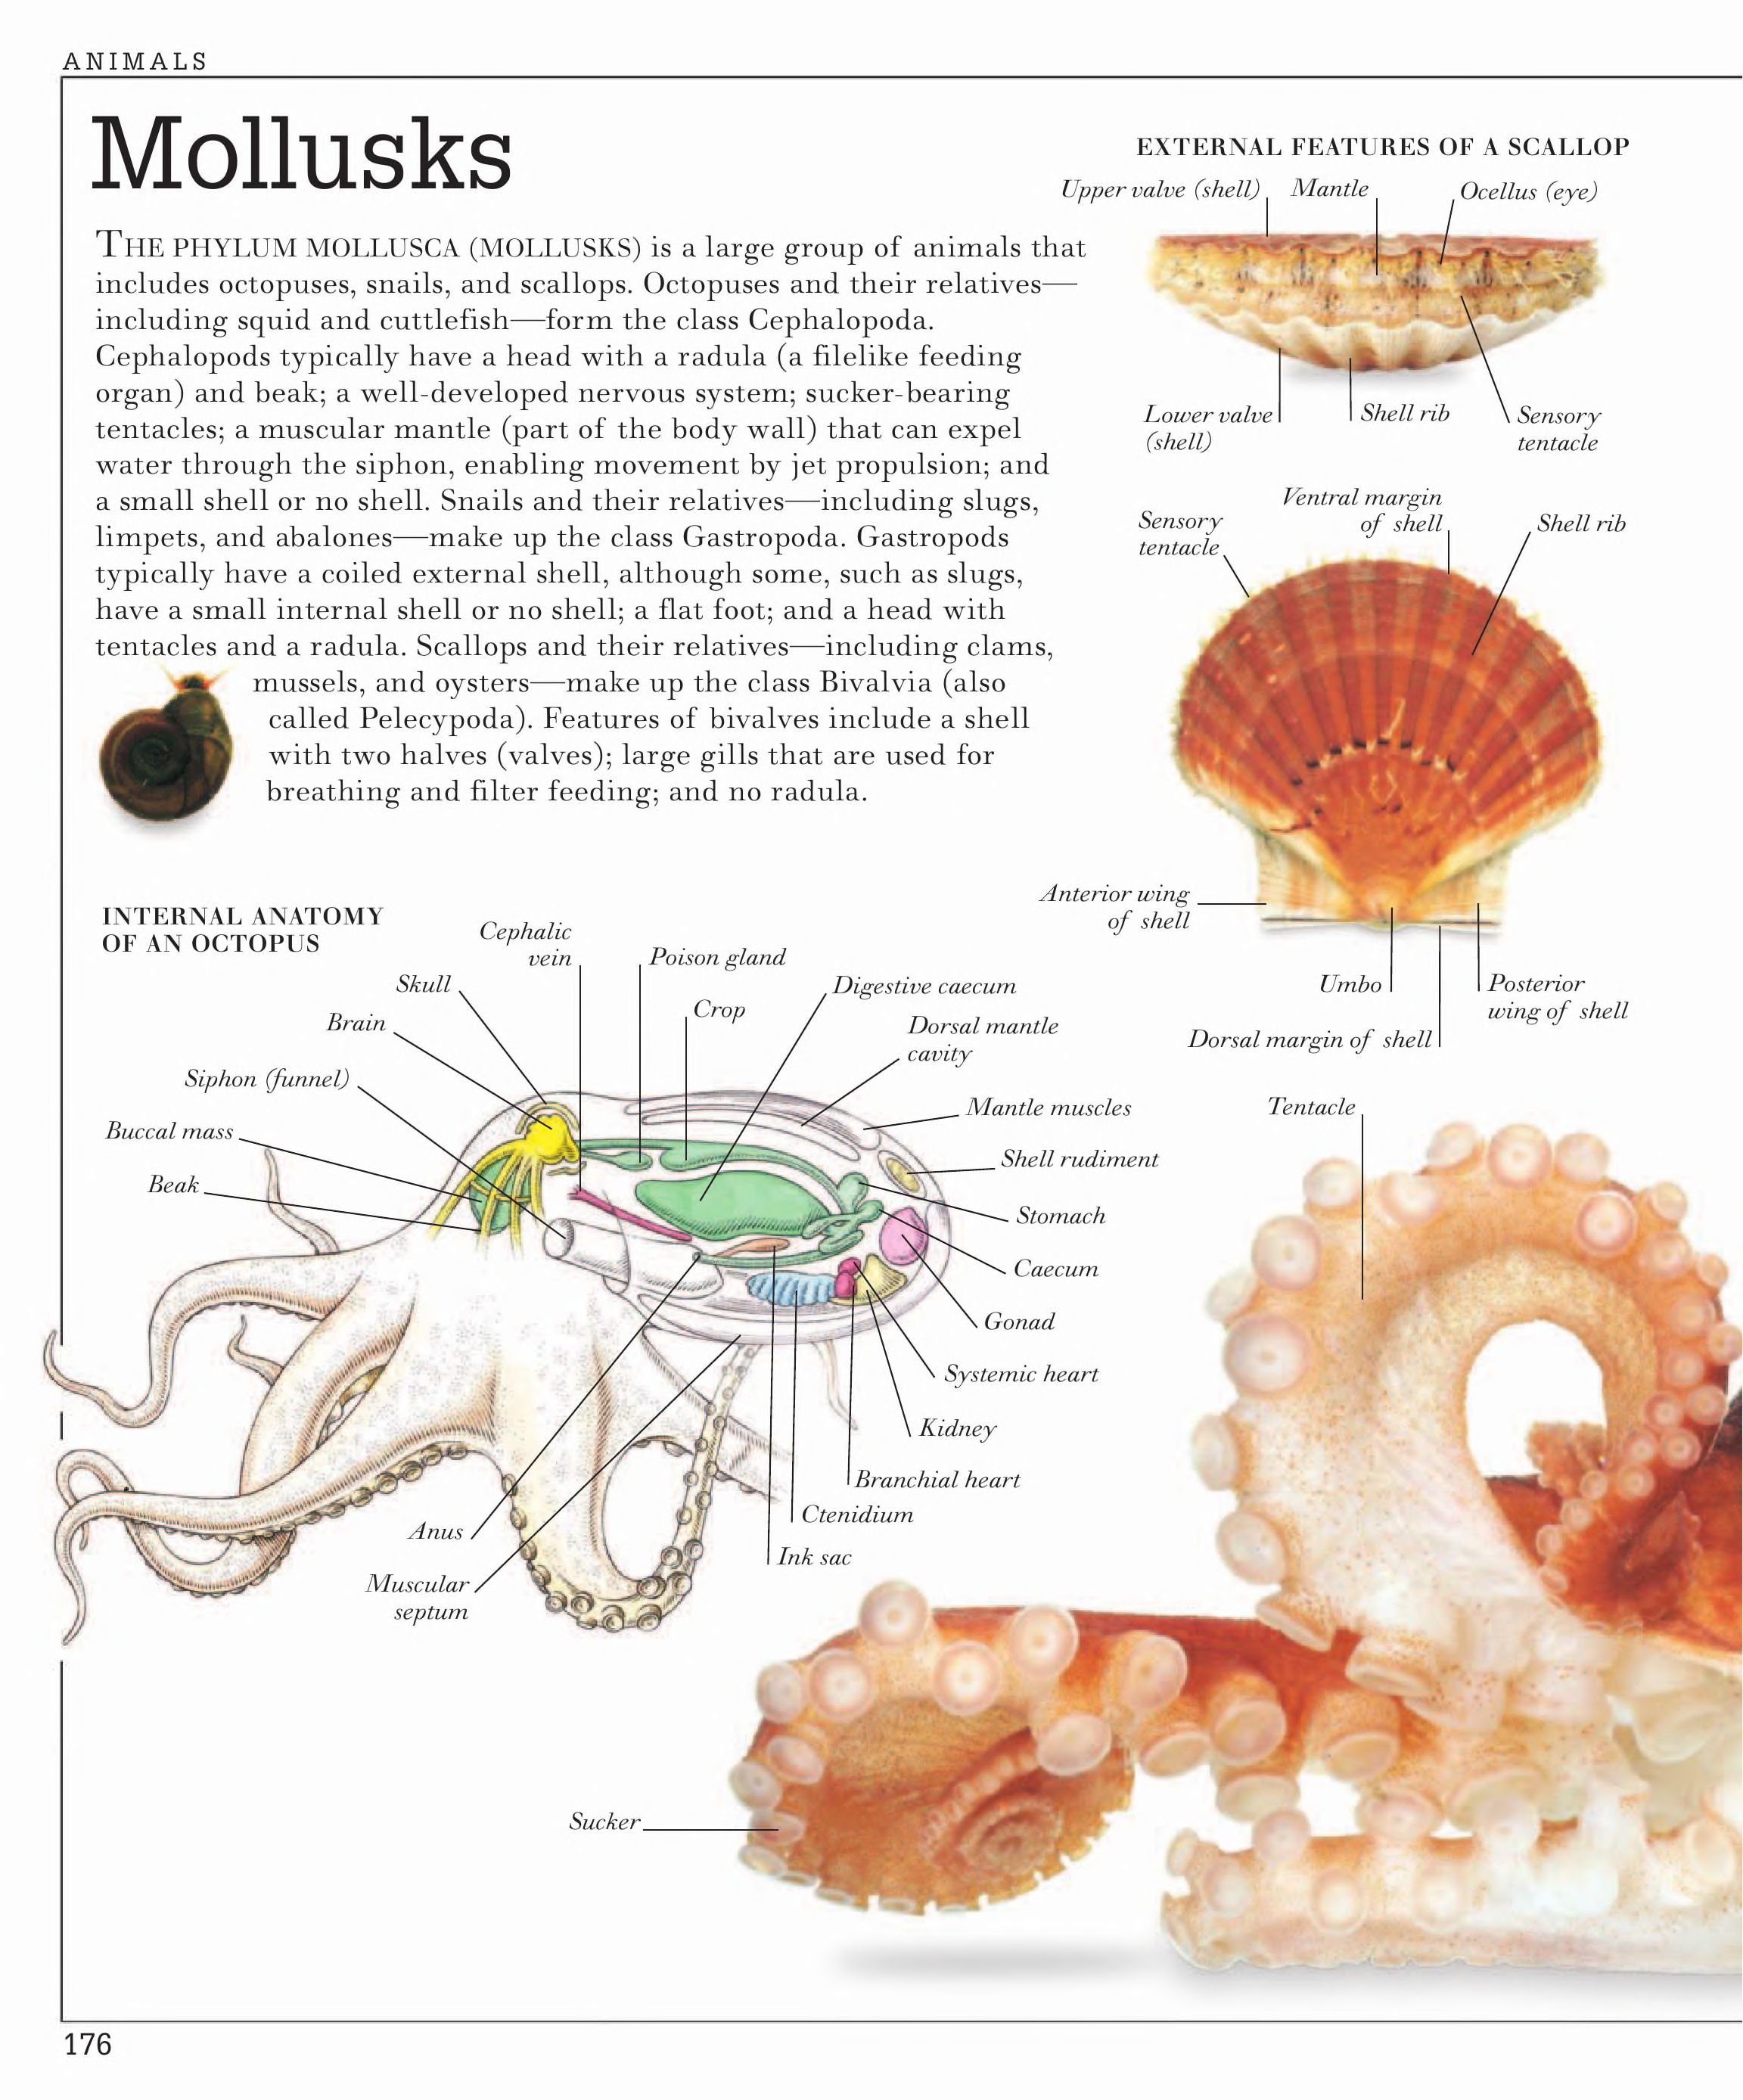 ANIMALS
Mollusks
THE PHYLUM MOLLUSCA (MOLLUSKS) is a large group of animals that
includes octopuses, snails, and scallops. Octopuses and their relatives—
including squid and cuttlefish—form the class Cephalopoda.
Cephalopods typically have a head with a radula (a filelike feeding
organ) and beak; a well-developed nervous system; sucker-bearing
tentacles; a muscular mantle (part of the body wall) that can expel
water through the siphon, enabling movement by jet propulsion; and
a small shell or no shell. Snails and their relatives—including slugs,
limpets, and abalones—make up the class Gastropoda. Gastropods
typically have a coiled external shell, although some, such as slugs,
have a small internal shell or no shell; a flat foot; and a head with
tentacles and a radula. Scallops and their relatives—including clams,
mussels, and oysters—make up the class Bivalvia (also
called Pelecypoda). Features of bivalves include a shell
with two halves (valves); large gills that are used for
breathing and filter feeding; and no radula.
EXTERNAL FEATURES OF A SCALLOP
Upper valve (shell)
Mantle
Ocellus (eye)
Lower valve
(shell)
Shell rib
Sensory
tentacle
Sensory
tentacle
Ventral margin
of shell
Shell rib
Anterior wing
of shell
Umbo
Posterior
wing of shell
Dorsal margin of shell
INTERNAL ANATOMY
OF AN OCTOPUS
Cephalic
vein
Poison gland
Skull
Digestive caecum
Crop
Brain
Dorsal mantle
cavity
Siphon (funnel)
Mantle muscles
Buccal mass
Shell rudiment
Beak
Stomach
Caecum
Gonad
Systemic heart
Kidney
Branchial heart
Ctenidium
Anus
Ink sac
Muscular
septum
Tentacle
Sucker
176